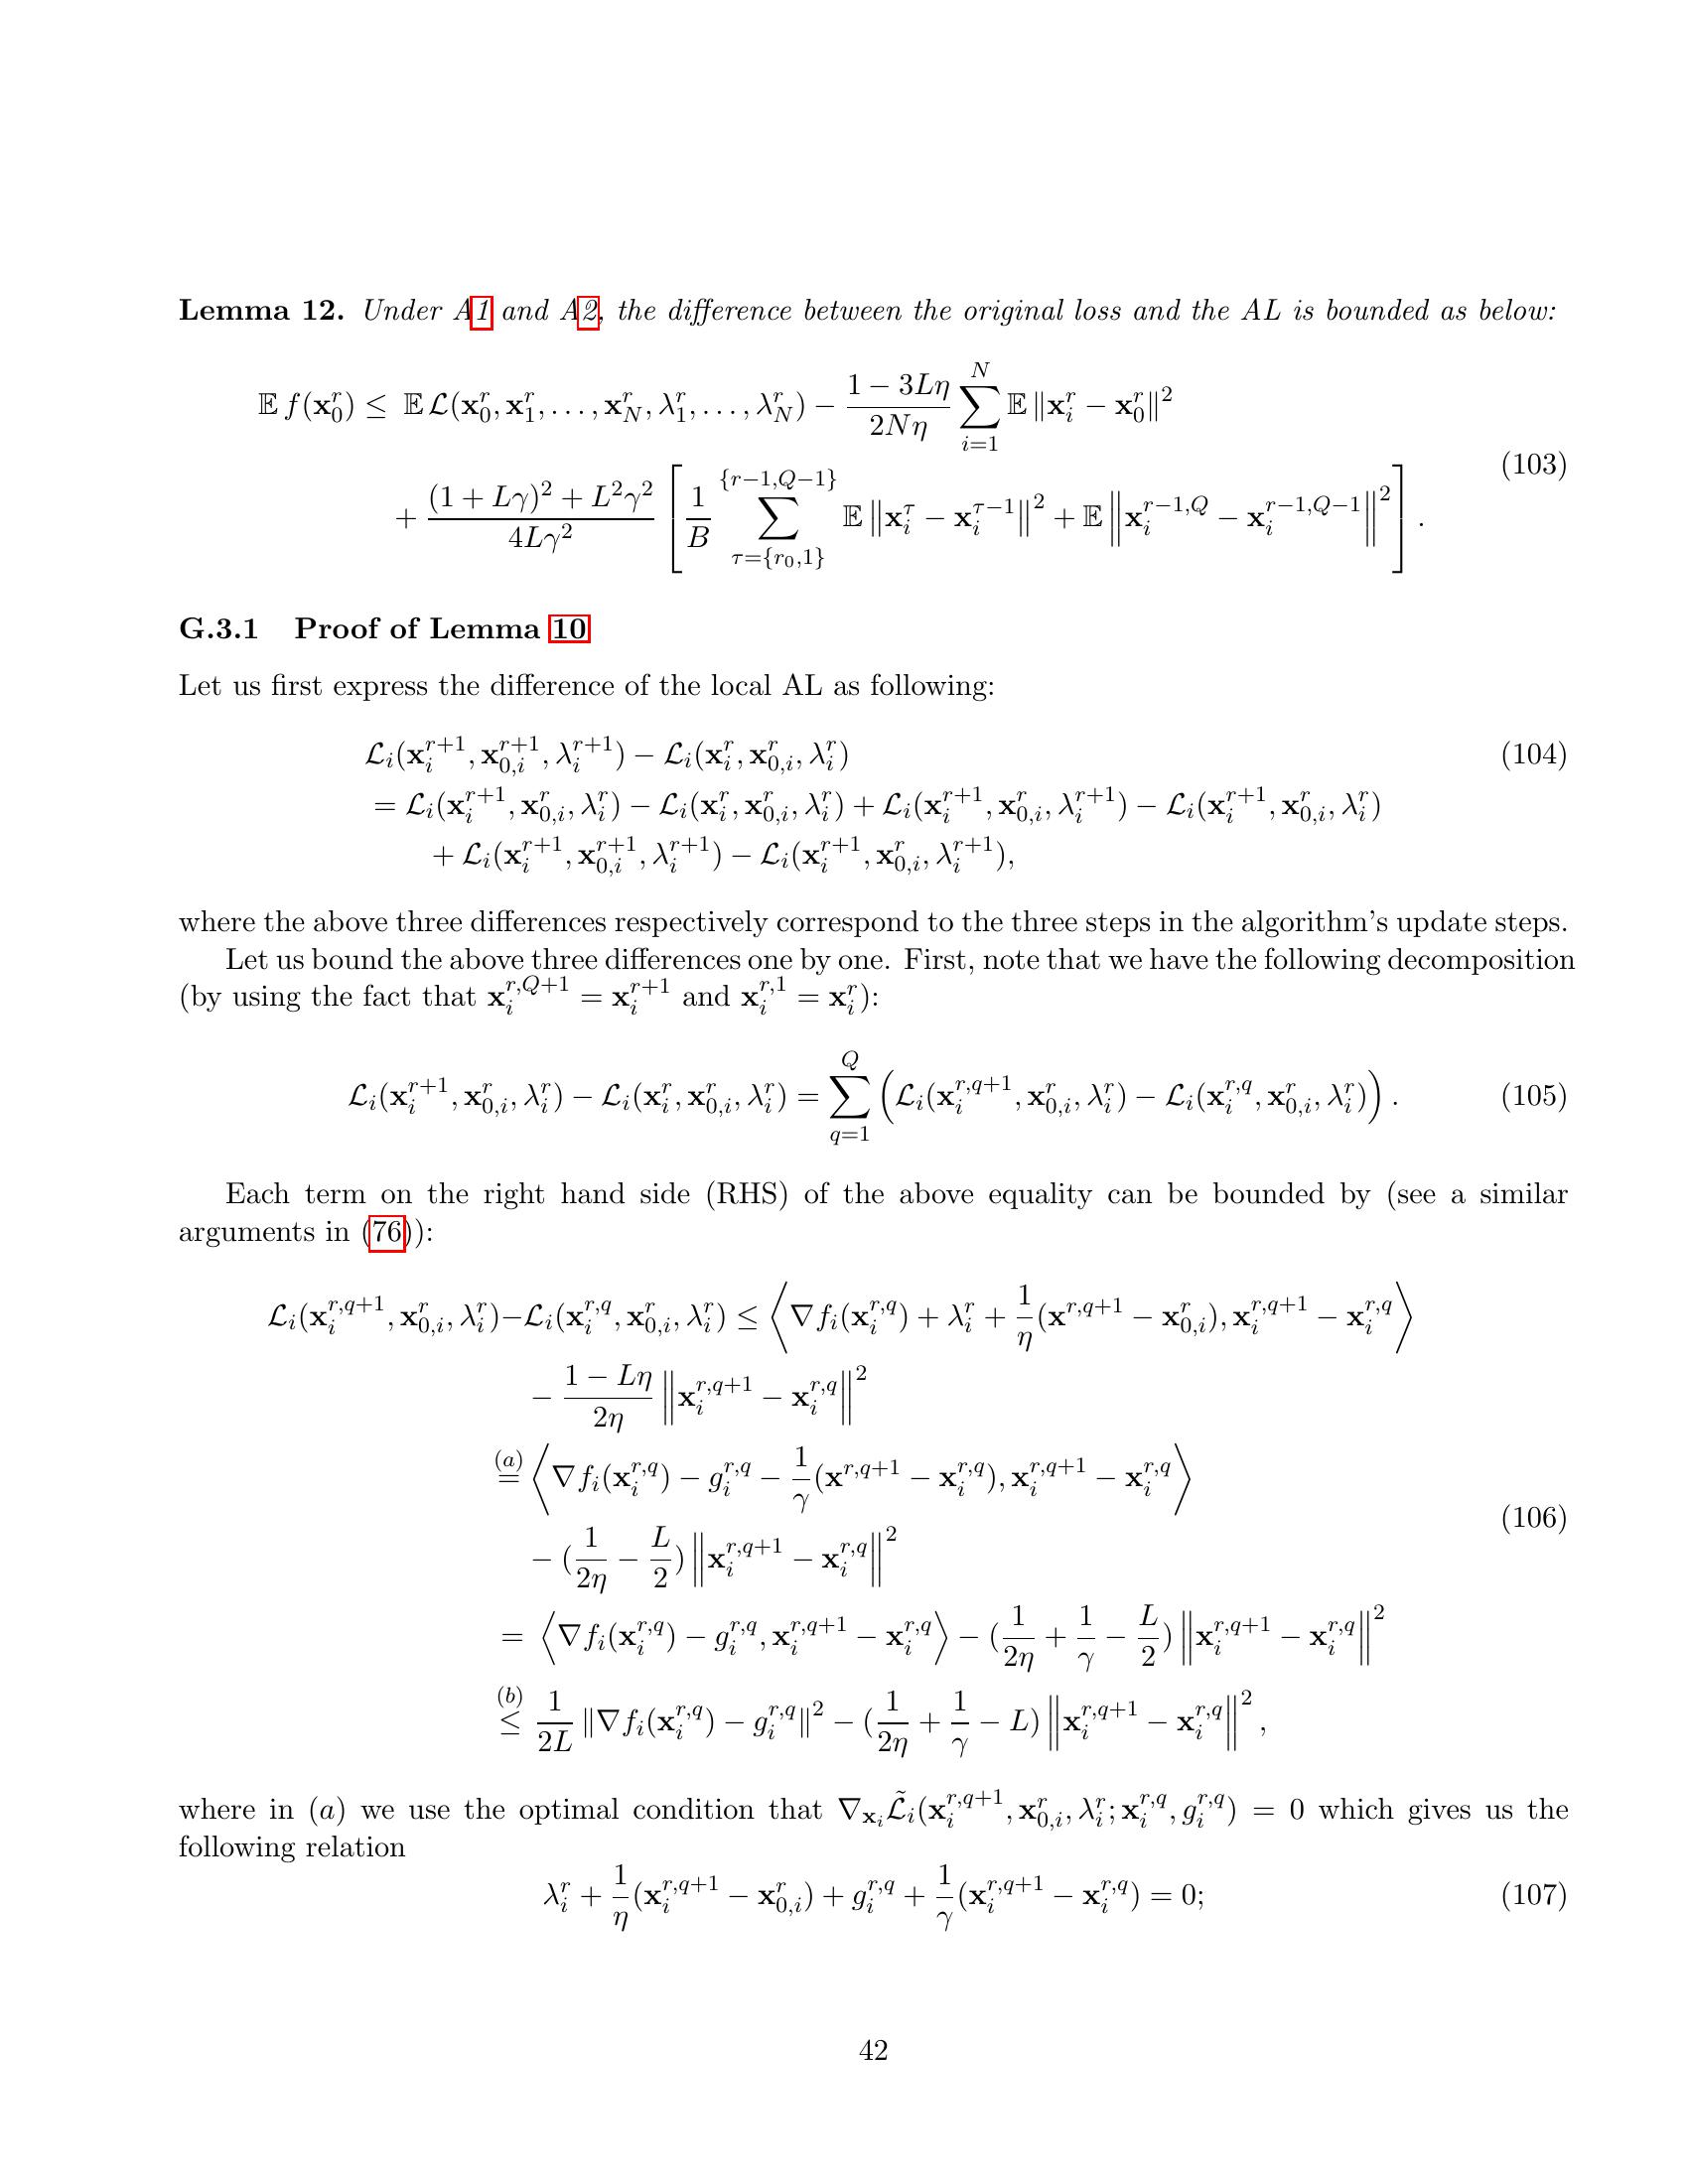 Lemma 12. Under A1 and A2, the difference between the original loss and the AL is bounded as below:
$\mathbb{E} f(\mathbf{x}_0^r) \leq \mathbb{E} \mathcal{L}(\mathbf{x}_0^r, \mathbf{x}_1^r, \ldots, \mathbf{x}_N^r, \lambda_1^r, \ldots, \lambda_N^r) - \frac{1-3L\eta}{2N\eta} \sum_{i=1}^{N} \mathbb{E} \|\mathbf{x}_i^r - \mathbf{x}_0^r\|^2$
$+ \frac{(1+L\gamma)^2 + L^2\gamma^2}{4L\gamma^2} \left[ \frac{1}{B} \sum_{\tau=\{r_0,1\}}^{\{r-1,Q-1\}} \mathbb{E} \left\|\mathbf{x}_i^\tau - \mathbf{x}_i^{\tau-1}\right\|^2 + \mathbb{E} \left\|\mathbf{x}_i^{r-1,Q} - \mathbf{x}_i^{r-1,Q-1}\right\|^2 \right].$ (103)
G.3.1 Proof of Lemma 10
Let us first express the difference of the local AL as following:
$\mathcal{L}_i(\mathbf{x}_i^{r+1}, \mathbf{x}_{0,i}^{r+1}, \lambda_i^{r+1}) - \mathcal{L}_i(\mathbf{x}_i^r, \mathbf{x}_{0,i}^r, \lambda_i^r)$ (104)
$= \mathcal{L}_i(\mathbf{x}_i^{r+1}, \mathbf{x}_{0,i}^r, \lambda_i^r) - \mathcal{L}_i(\mathbf{x}_i^r, \mathbf{x}_{0,i}^r, \lambda_i^r) + \mathcal{L}_i(\mathbf{x}_i^{r+1}, \mathbf{x}_{0,i}^r, \lambda_i^{r+1}) - \mathcal{L}_i(\mathbf{x}_i^{r+1}, \mathbf{x}_{0,i}^r, \lambda_i^r)$
$+ \mathcal{L}_i(\mathbf{x}_i^{r+1}, \mathbf{x}_{0,i}^{r+1}, \lambda_i^{r+1}) - \mathcal{L}_i(\mathbf{x}_i^{r+1}, \mathbf{x}_{0,i}^r, \lambda_i^{r+1}),$
where the above three differences respectively correspond to the three steps in the algorithm's update steps.
Let us bound the above three differences one by one. First, note that we have the following decomposition
(by using the fact that $\mathbf{x}_i^{r,Q+1} = \mathbf{x}_i^{r+1}$ and $\mathbf{x}_i^{r,1} = \mathbf{x}_i^r$):
$\mathcal{L}_i(\mathbf{x}_i^{r+1}, \mathbf{x}_{0,i}^r, \lambda_i^r) - \mathcal{L}_i(\mathbf{x}_i^r, \mathbf{x}_{0,i}^r, \lambda_i^r) = \sum_{q=1}^{Q} \left( \mathcal{L}_i(\mathbf{x}_i^{r,q+1}, \mathbf{x}_{0,i}^r, \lambda_i^r) - \mathcal{L}_i(\mathbf{x}_i^{r,q}, \mathbf{x}_{0,i}^r, \lambda_i^r) \right).$ (105)
Each term on the right hand side (RHS) of the above equality can be bounded by (see a similar
arguments in (76)):
$\mathcal{L}_i(\mathbf{x}_i^{r,q+1}, \mathbf{x}_{0,i}^r, \lambda_i^r) - \mathcal{L}_i(\mathbf{x}_i^{r,q}, \mathbf{x}_{0,i}^r, \lambda_i^r) \leq \left\langle \nabla f_i(\mathbf{x}_i^{r,q}) + \lambda_i^r + \frac{1}{\eta}(\mathbf{x}^{r,q+1} - \mathbf{x}_{0,i}^r), \mathbf{x}_i^{r,q+1} - \mathbf{x}_i^{r,q} \right\rangle$
$- \frac{1-L\eta}{2\eta} \left\|\mathbf{x}_i^{r,q+1} - \mathbf{x}_i^{r,q}\right\|^2$
$\stackrel{(a)}{=} \left\langle \nabla f_i(\mathbf{x}_i^{r,q}) - g_i^{r,q} - \frac{1}{\gamma}(\mathbf{x}^{r,q+1} - \mathbf{x}_i^{r,q}), \mathbf{x}_i^{r,q+1} - \mathbf{x}_i^{r,q} \right\rangle$
$- (\frac{1}{2\eta} - \frac{L}{2}) \left\|\mathbf{x}_i^{r,q+1} - \mathbf{x}_i^{r,q}\right\|^2$ (106)
$= \left\langle \nabla f_i(\mathbf{x}_i^{r,q}) - g_i^{r,q}, \mathbf{x}_i^{r,q+1} - \mathbf{x}_i^{r,q} \right\rangle - (\frac{1}{2\eta} + \frac{1}{\gamma} - \frac{L}{2}) \left\|\mathbf{x}_i^{r,q+1} - \mathbf{x}_i^{r,q}\right\|^2$
$\stackrel{(b)}{\leq} \frac{1}{2L} \|\nabla f_i(\mathbf{x}_i^{r,q}) - g_i^{r,q}\|^2 - (\frac{1}{2\eta} + \frac{1}{\gamma} - L) \left\|\mathbf{x}_i^{r,q+1} - \mathbf{x}_i^{r,q}\right\|^2,$
where in $(a)$ we use the optimal condition that $\nabla_{\mathbf{x}_i} \tilde{\mathcal{L}}_i(\mathbf{x}_i^{r,q+1}, \mathbf{x}_{0,i}^r, \lambda_i^r; \mathbf{x}_i^{r,q}, g_i^{r,q}) = 0$ which gives us the
following relation
$\lambda_i^r + \frac{1}{\eta}(\mathbf{x}_i^{r,q+1} - \mathbf{x}_{0,i}^r) + g_i^{r,q} + \frac{1}{\gamma}(\mathbf{x}_i^{r,q+1} - \mathbf{x}_i^{r,q}) = 0;$ (107)
42